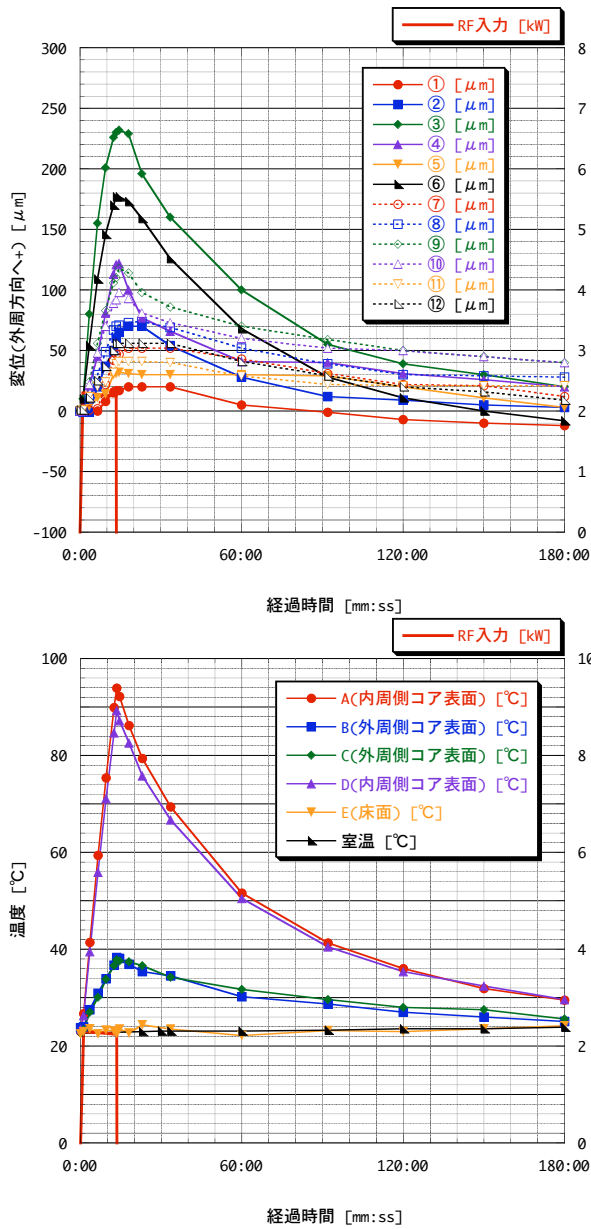 RF入力 [kW]
300
8
① [μm]
② [μm]
③ [μm]
④ [μm]
⑤ [μm]
⑥ [μm]
⑦ [μm]
⑧ [μm]
⑨ [μm]
⑩ [μm]
⑪ [μm]
⑫ [μm]
250
7
200
6
150
5
100
4
50
3
0
2
-50
1
-100
0
変位(外周方向へ+) [μm]
0:00
60:00
120:00
180:00
経過時間 [mm:ss]
RF入力 [kW]
100
10
A(内周側コア表面) [℃]
B(外周側コア表面) [℃]
C(外周側コア表面) [℃]
D(内周側コア表面) [℃]
E(床面) [℃]
室温 [℃]
80
8
60
6
40
4
20
2
0
0
温度 [℃]
0:00
60:00
120:00
180:00
経過時間 [mm:ss]